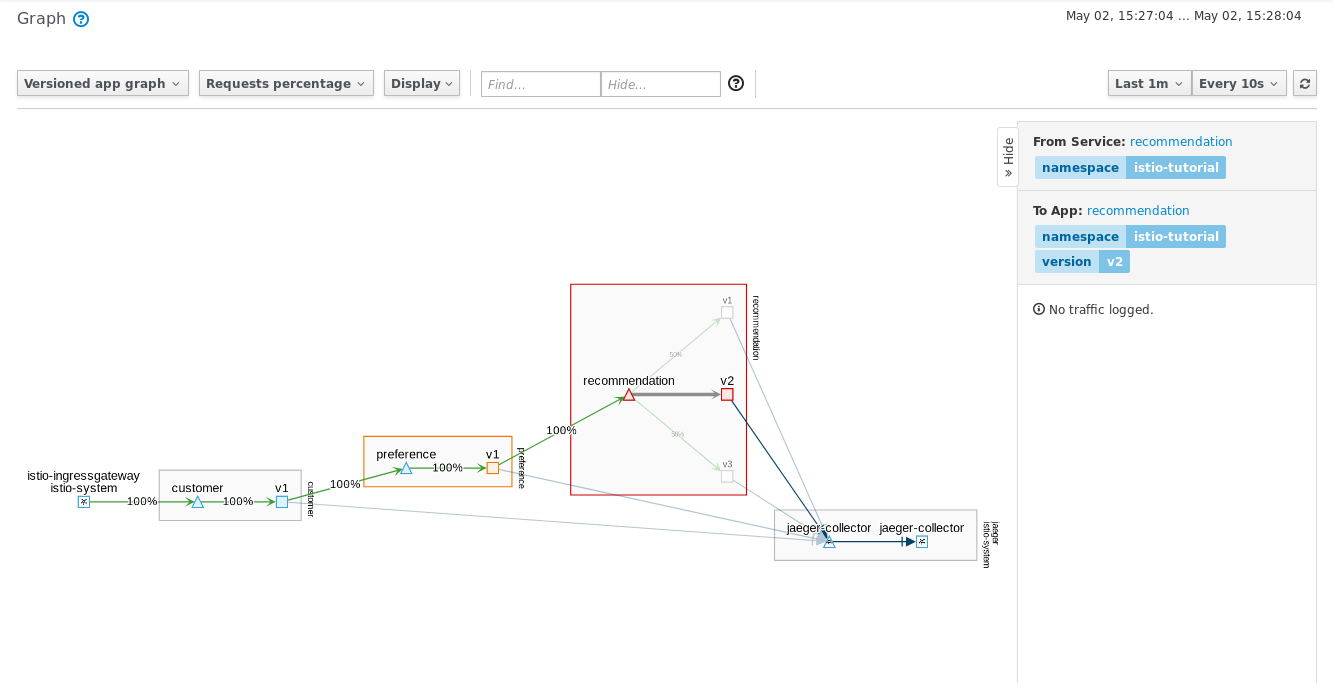 Graph
May 02, 15:27:04 ... May 02, 15:28:04
Versioned app graph
Requests percentage
Display
Find...
Hide...
Last 1m
Every 10s
» Hide
From Service: recommendation
namespace istio-tutorial
To App: recommendation
namespace istio-tutorial
version v2
No traffic logged.
v1
recommendation
50%
recommendation
v2
50%
v3
100%
preference
v1
100%
preference
istio-ingressgateway
istio-system
100%
customer
v1
100%
customer
100%
jaeger-collector
jaeger-collector
jaeger
istio-system